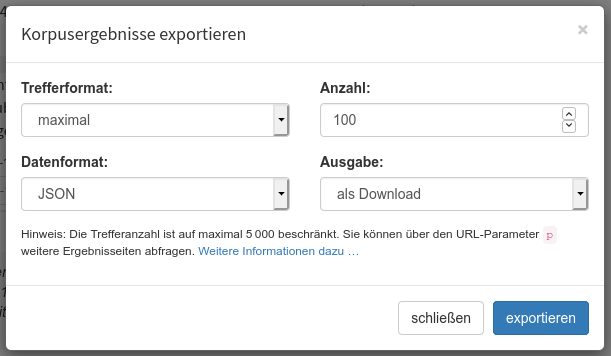 Korpusergebnisse exportieren ×
Trefferformat: Anzahl:
maximal 100
Datenformat: Ausgabe:
JSON als Download
Hinweis: Die Trefferanzahl ist auf maximal 5 000 beschränkt. Sie können über den URL-Parameter p
weitere Ergebnisseiten abfragen. Weitere Informationen dazu …
schließen exportieren